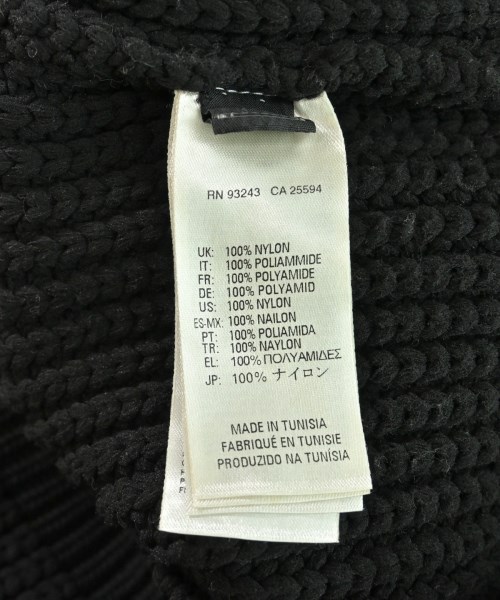 RN 93243 CA 25594
UK: 100% NYLON
IT: 100% POLIAMMIDE
FR: 100% POLYAMIDE
DE: 100% POLYAMID
US: 100% NYLON
ES-MX: 100% NAILON
PT: 100% POLIAMIDA
TR: 100% NAYLON
EL: 100% ΠΟΛΥΑΜΙΔΕΣ
JP: 100% ナイロン
MADE IN TUNISIA
FABRIQUÉ EN TUNISIE
PRODUZIDO NA TUNÍSIA